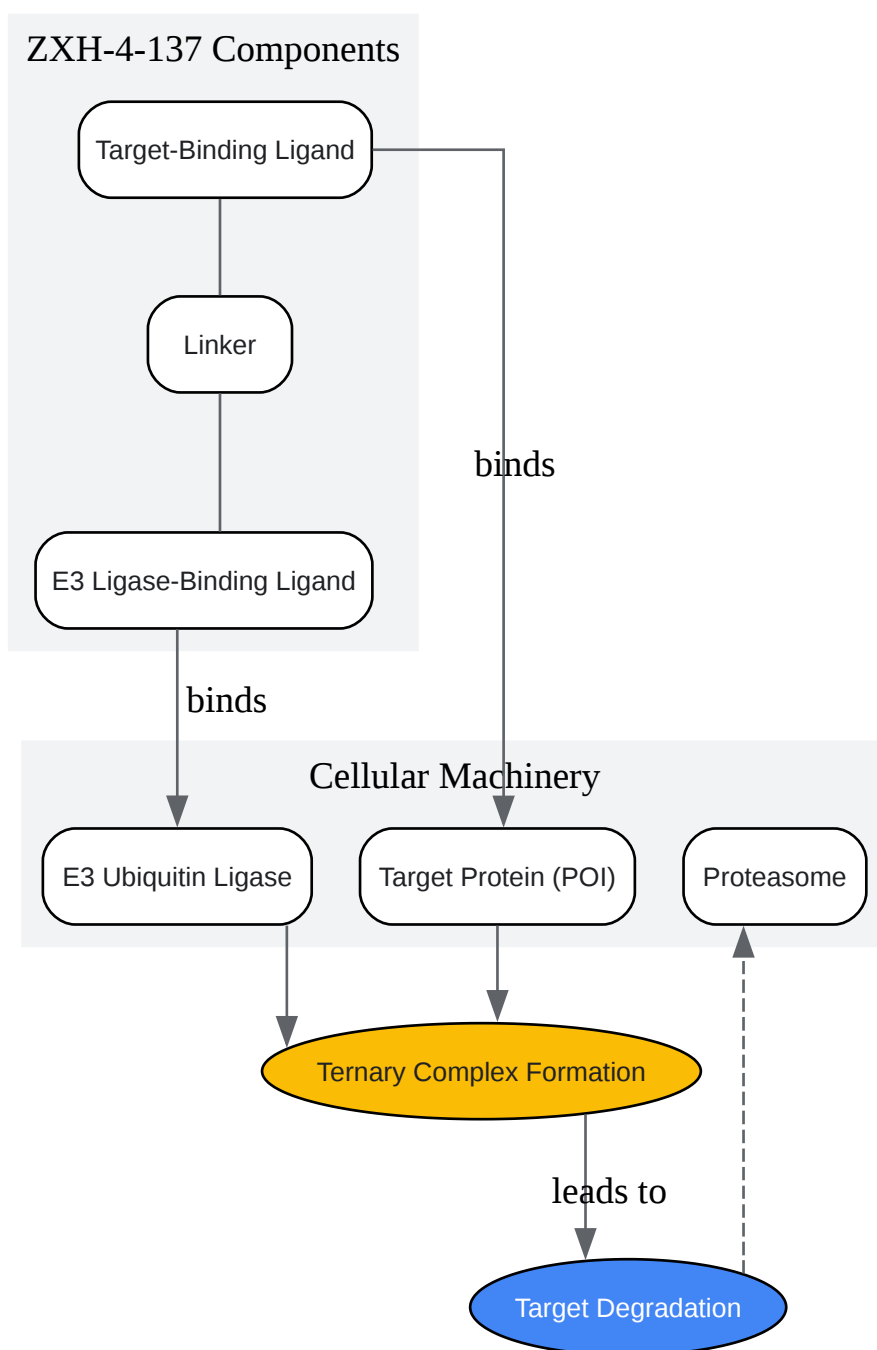 ZXH-4-137 Components
Target-Binding Ligand
Linker
binds
E3 Ligase-Binding Ligand
binds
Cellular Machinery
E3 Ubiquitin Ligase
Target Protein (POI)
Proteasome
Ternary Complex Formation
leads to
Target Degradation